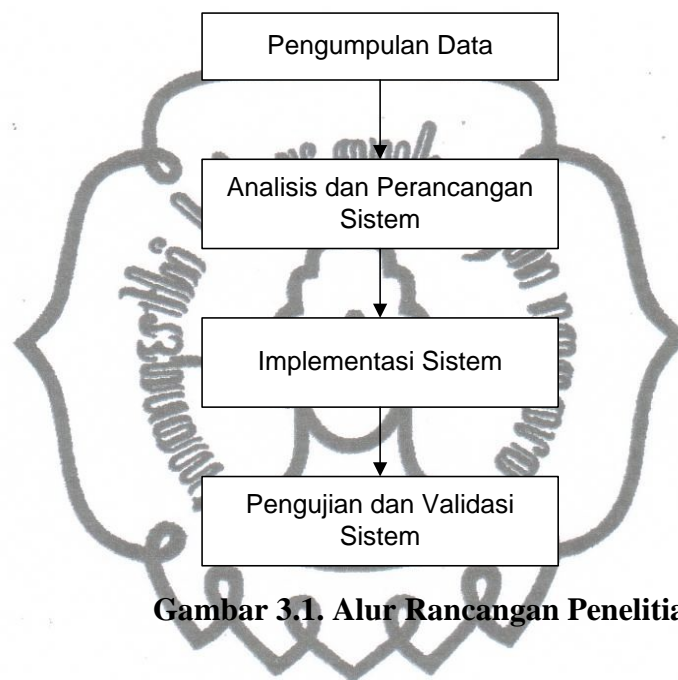 Pengumpulan Data
Analisis dan Perancangan
Sistem
Implementasi Sistem
Pengujian dan Validasi
Sistem
Gambar 3.1. Alur Rancangan Penelitia